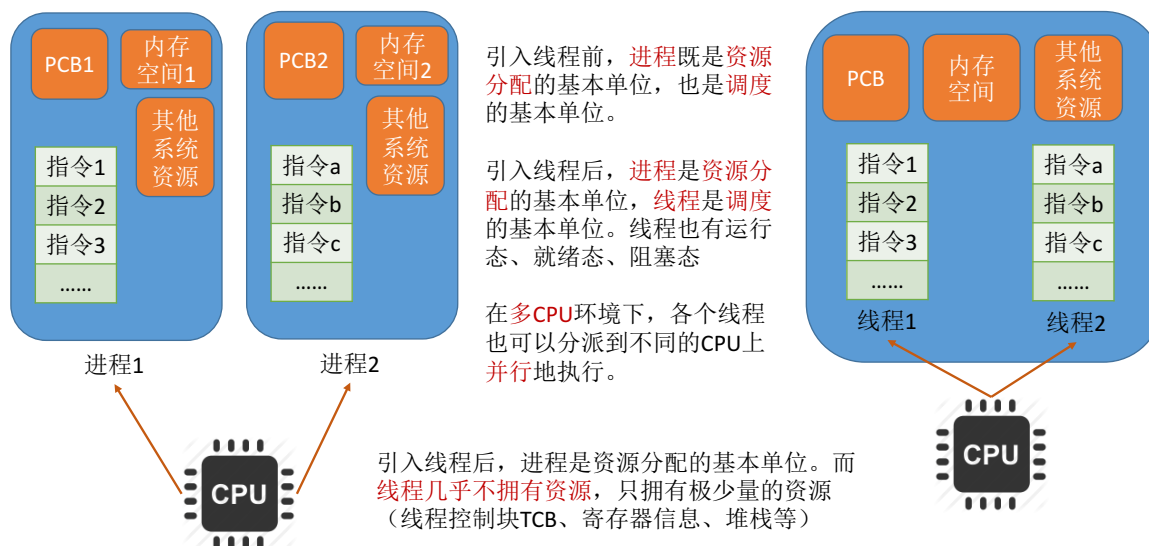 PCB1
内存
空间1
其他
系统
资源
指令1
指令2
指令3
……
进程1
PCB2
内存
空间2
其他
系统
资源
指令a
指令b
指令c
……
进程2
CPU
引入线程前，进程既是资源
分配的基本单位，也是调度
的基本单位。
引入线程后，进程是资源分
配的基本单位，线程是调度
的基本单位。线程也有运行
态、就绪态、阻塞态
在多CPU环境下，各个线程
也可以分派到不同的CPU上
并行地执行。
引入线程后，进程是资源分配的基本单位。而
线程几乎不拥有资源，只拥有极少量的资源
（线程控制块TCB、寄存器信息、堆栈等）
PCB
内存
空间
其他
系统
资源
指令1
指令2
指令3
……
线程1
指令a
指令b
指令c
……
线程2
CPU